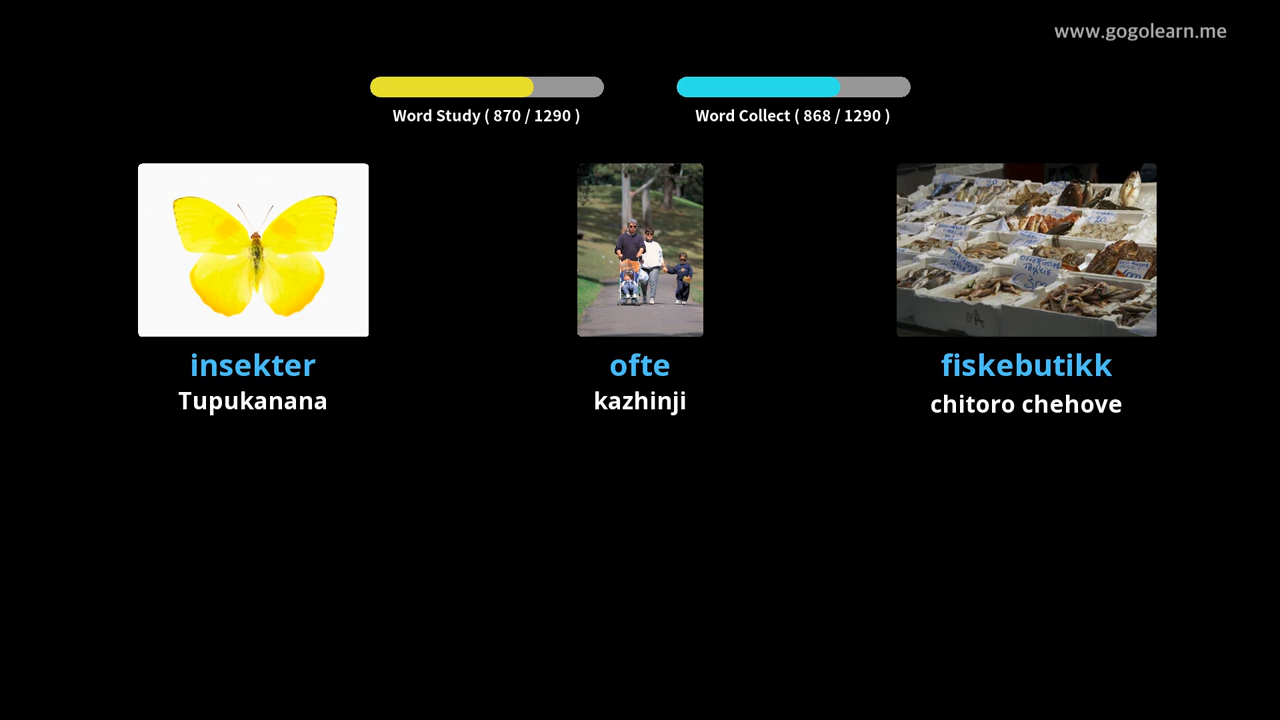 www.gogolearn.me
Word Study ( 870 / 1290 )
Word Collect ( 868 / 1290 )
insekter
Tupukanana
ofte
kazhinji
fiskebutikk
chitoro chehove